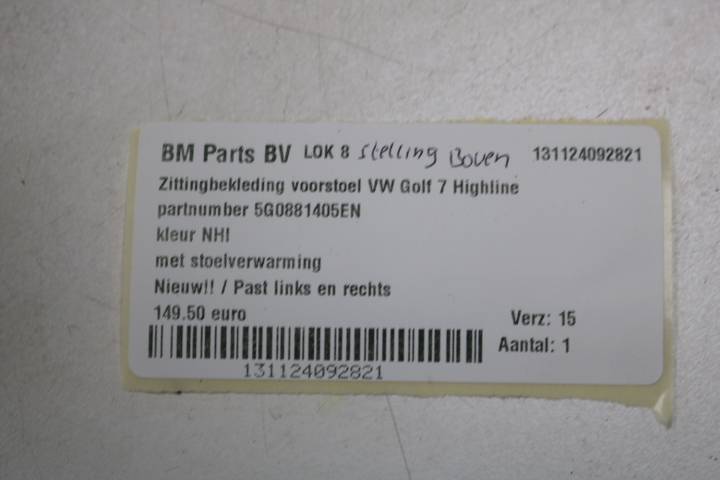 BM Parts BV LOK 8 stelling Boven 131124092821
Zittingbekleding voorstoel VW Golf 7 Highline
partnumber 5G0881405EN
kleur NHI
met stoelverwarming
Nieuw!! / Past links en rechts
149.50 euro Verz: 15
Aantal: 1
131124092821